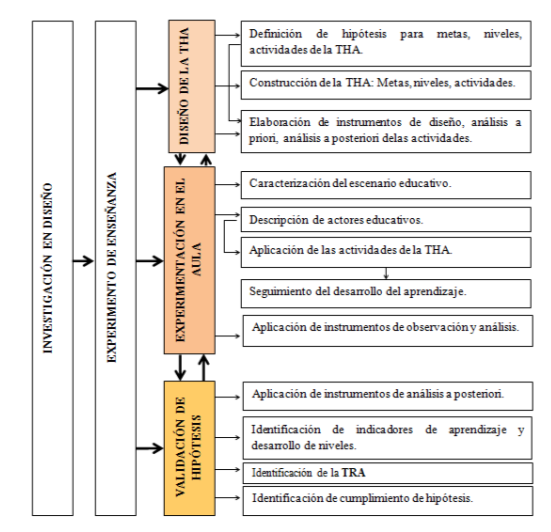 INVESTIGACIÓN EN DISEÑO
EXPERIMENTO DE ENSEÑANZA
DISEÑO DE LA THA
Definición de hipótesis para metas, niveles,
actividades de la THA.
Construcción de la THA: Metas, niveles, actividades.
Elaboración de instrumentos de diseño, análisis a
priori, análisis a posteriori delas actividades.
EXPERIMENTACIÓN EN EL
AULA
Caracterización del escenario educativo.
Descripción de actores educativos.
Aplicación de las actividades de la THA.
Seguimiento del desarrollo del aprendizaje.
Aplicación de instrumentos de observación y análisis.
VALIDACIÓN DE
HIPÓTESIS
Aplicación de instrumentos de análisis a posteriori.
Identificación de indicadores de aprendizaje y
desarrollo de niveles.
Identificación de la TRA
Identificación de cumplimiento de hipótesis.